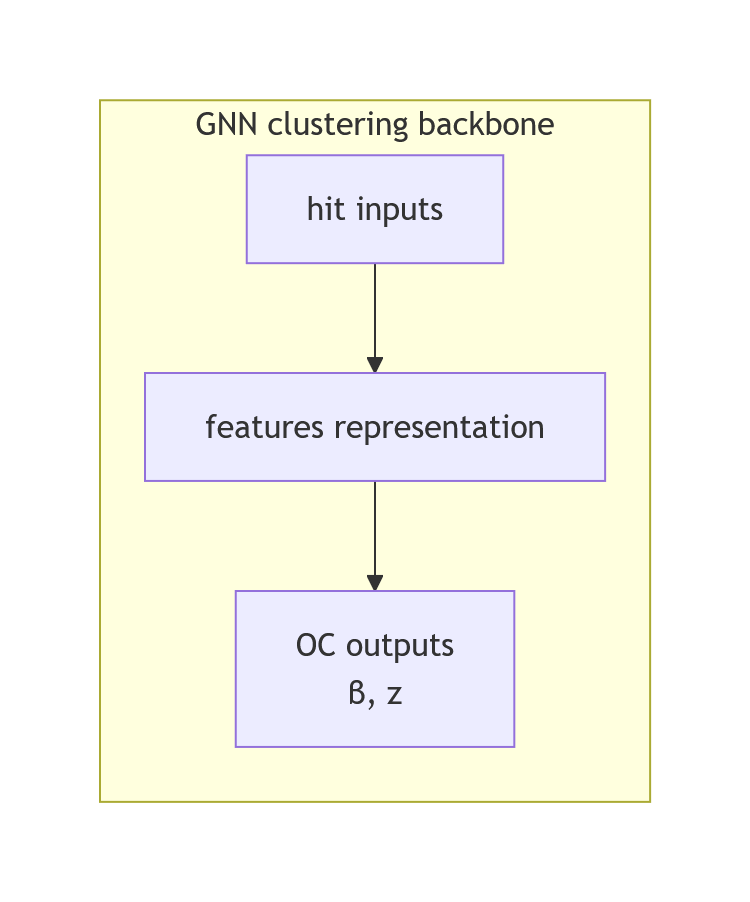 GNN clustering backbone
hit inputs
features representation
OC outputs
β, z